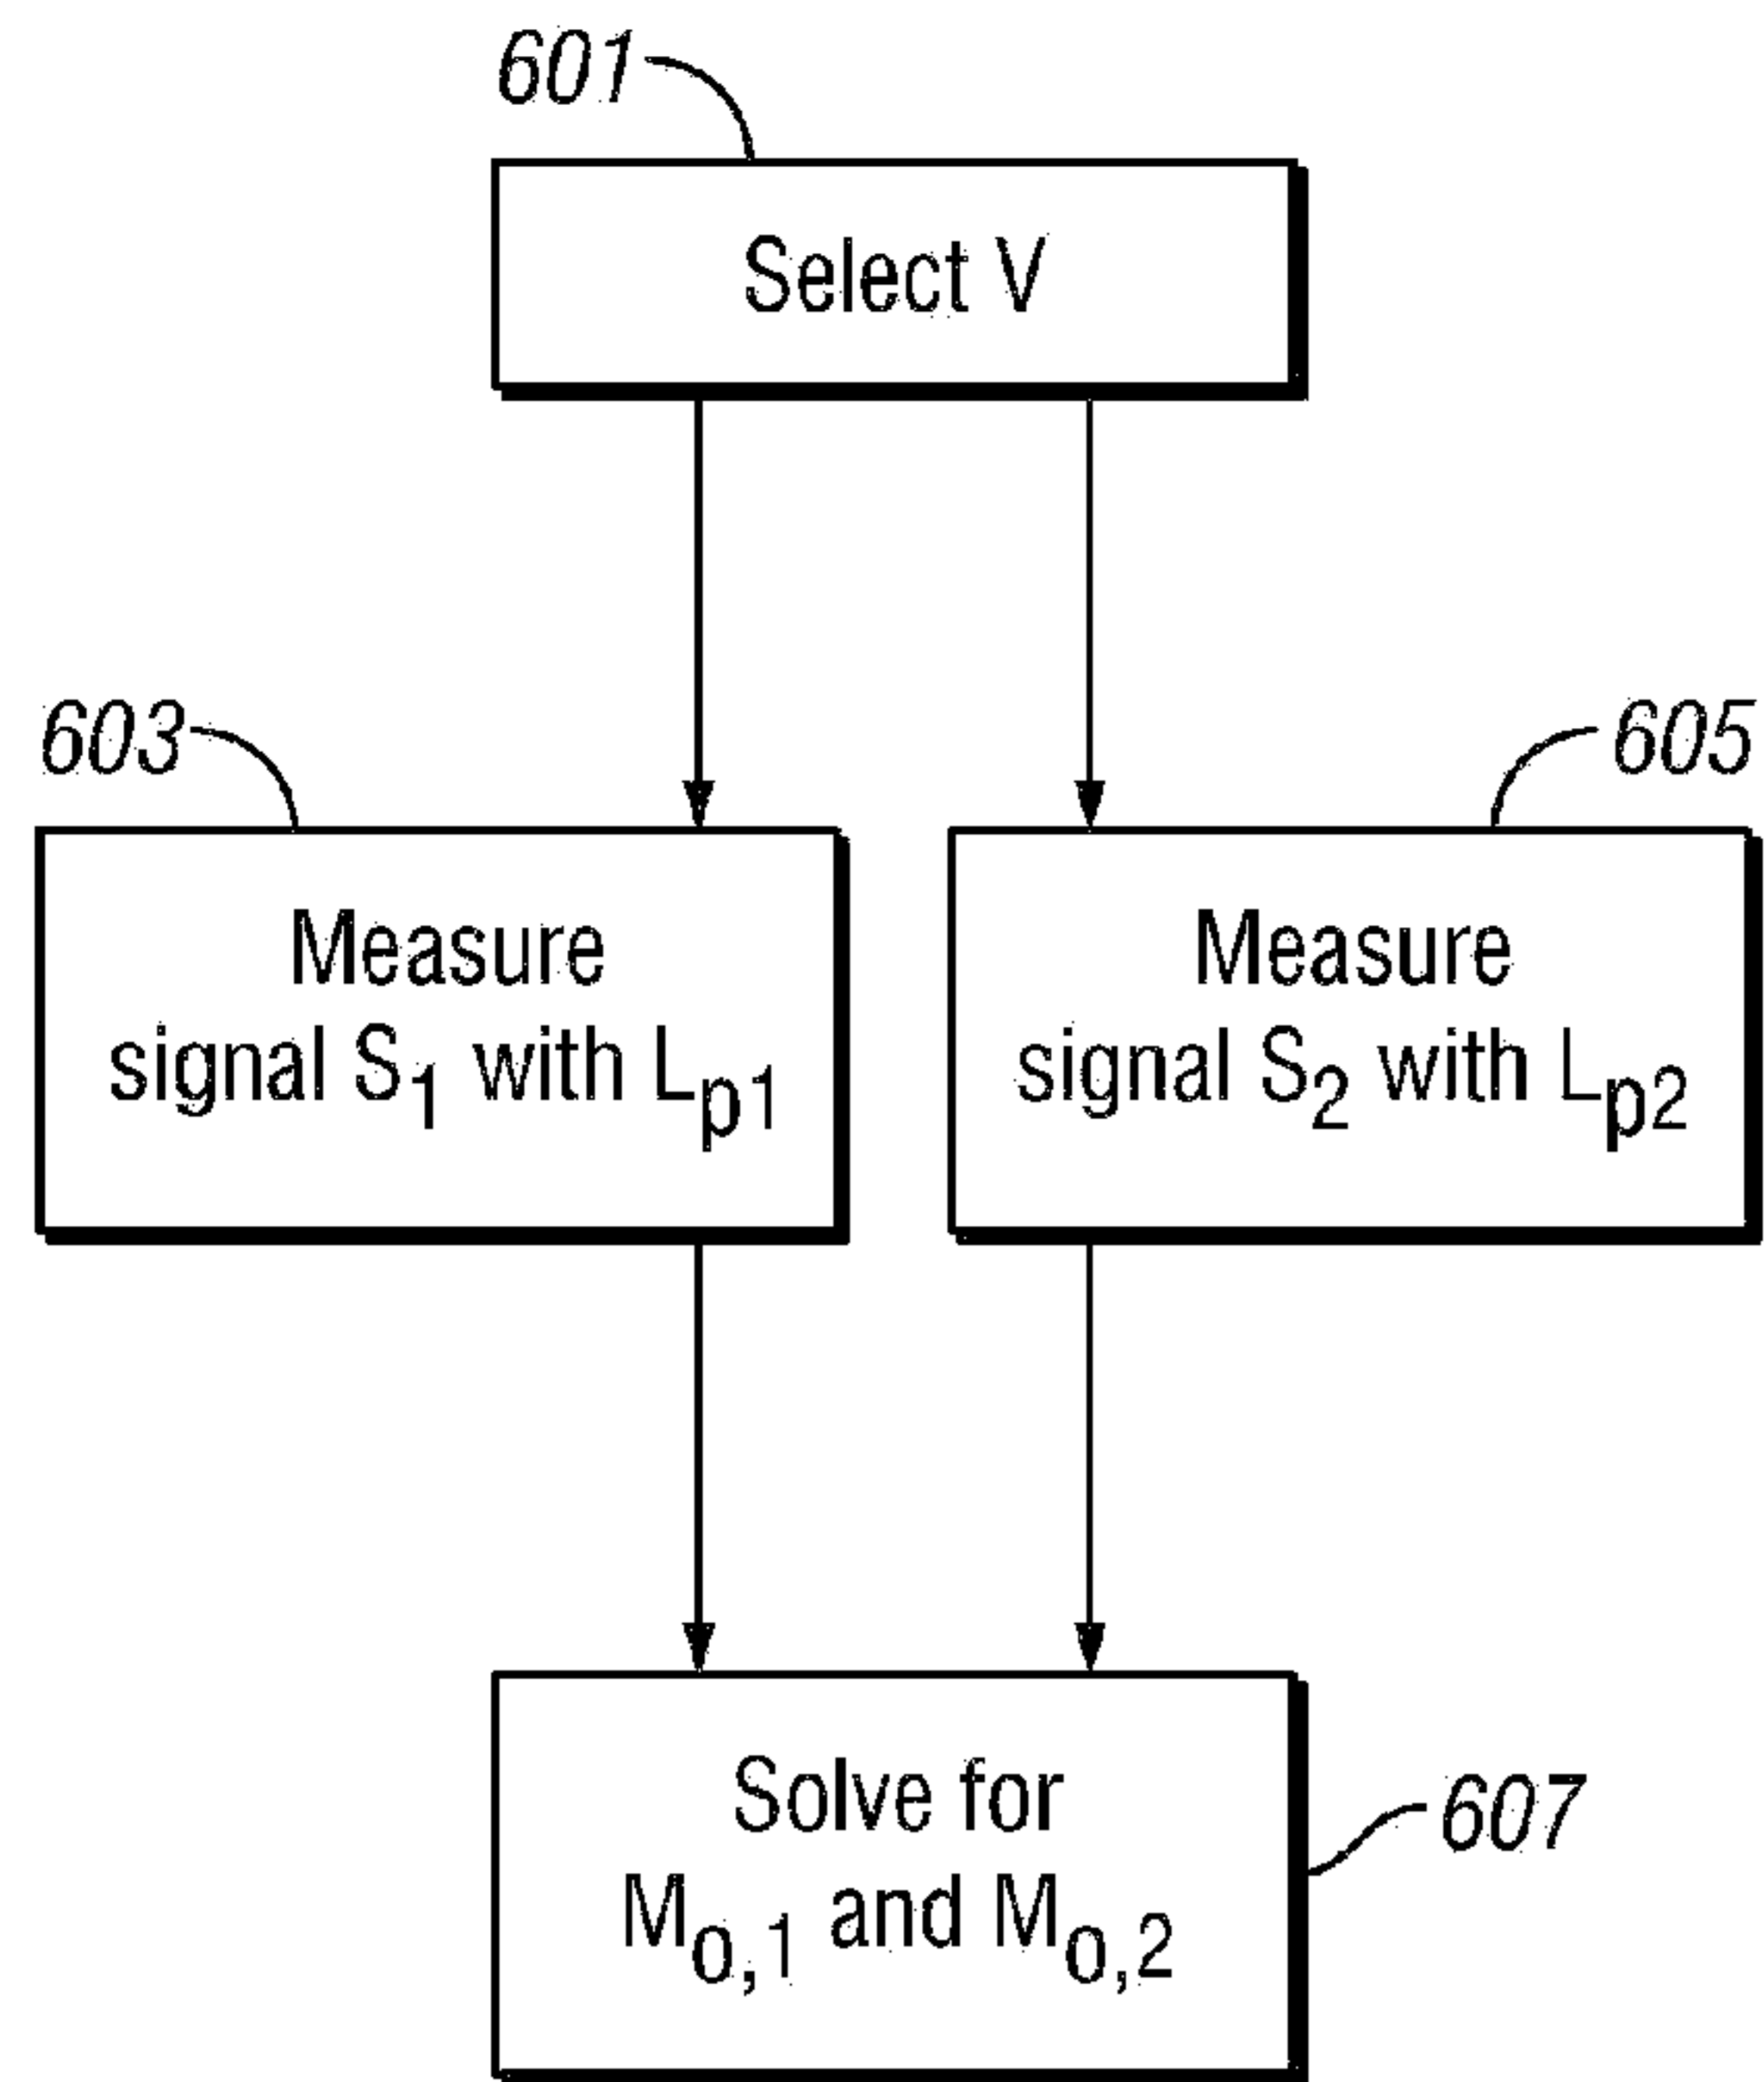 601
Select V
603
605
Measure
signal S₁ with Lₚ₁
Measure
signal S₂ with Lₚ₂
Solve for
Mo,1 and Mo,2
607